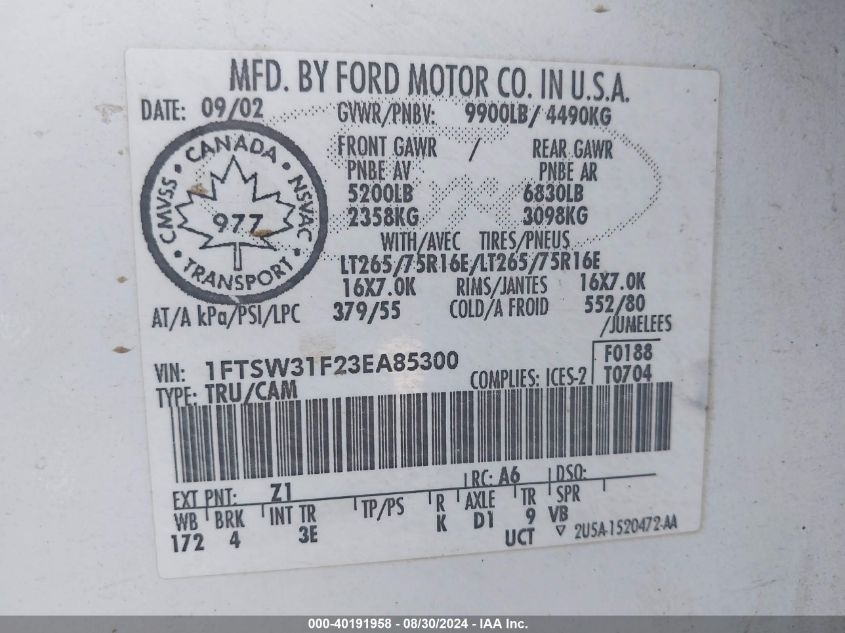 MFD. BY FORD MOTOR CO. IN U.S.A.
DATE: 09/02 GVWR/PNBV: 9900LB/ 4490KG
FRONT GAWR / REAR GAWR
PNBE AV PNBE AR
5200LB 6830LB
2358KG 3098KG
WITH/AVEC TIRES/PNEUS
LT265/75R16E/LT265/75R16E
16X7.0K RIMS/JANTES 16X7.0K
AT/A kPa/PSI/LPC 379/55 COLD/A FROID 552/80
/JUMELEES
CANADA
CMVSS NSVAC
977
TRANSPORT
VIN: 1FTSW31F23EA85300 F0188
TYPE: TRU/CAM COMPLIES: ICES-2 T0704
EXT PNT: Z1 RC: A6 DSO:
WB BRK INT TR TP/PS R AXLE TR SPR
172 4 3E K D1 9 VB
UCT 2U5A-1520472-AA
000-40191958 - 08/30/2024 - IAA Inc.